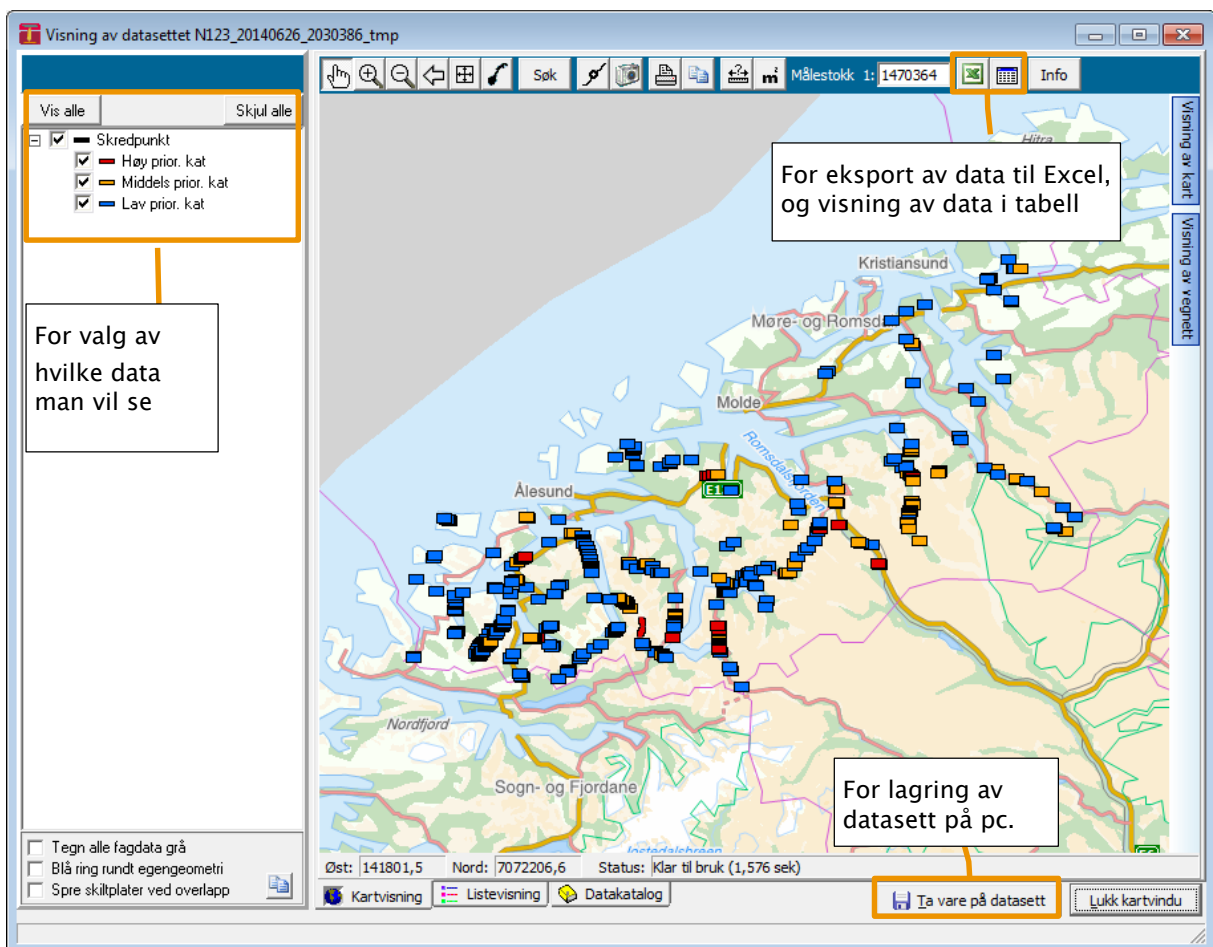 Visning av datasettet N123_20140626_2030386_tmp
Søk
Målestokk 1: 1470364
Info
Vis alle
Skjul alle
Skredpunkt
Høy prior. kat
Middels prior. kat
Lav prior. kat
For valg av
hvilke data
man vil se
For eksport av data til Excel,
og visning av data i tabell
Visning av kart
Visning av vegnett
Hitra
Kristiansund
Møre- og Romsda
Molde
Romsdalsfjorden
Ålesund
E1
Nordfjord
Sogn- og Fjordane
Jostedalsbreen
For lagring av
datasett på pc.
Tegn alle fagdata grå
Blå ring rundt egengeometri
Spre skiltplater ved overlapp
Øst: 141801,5 Nord: 7072206,6 Status: Klar til bruk (1,576 sek)
Kartvisning Listevisning Datakatalog
Ta vare på datasett
Lukk kartvindu